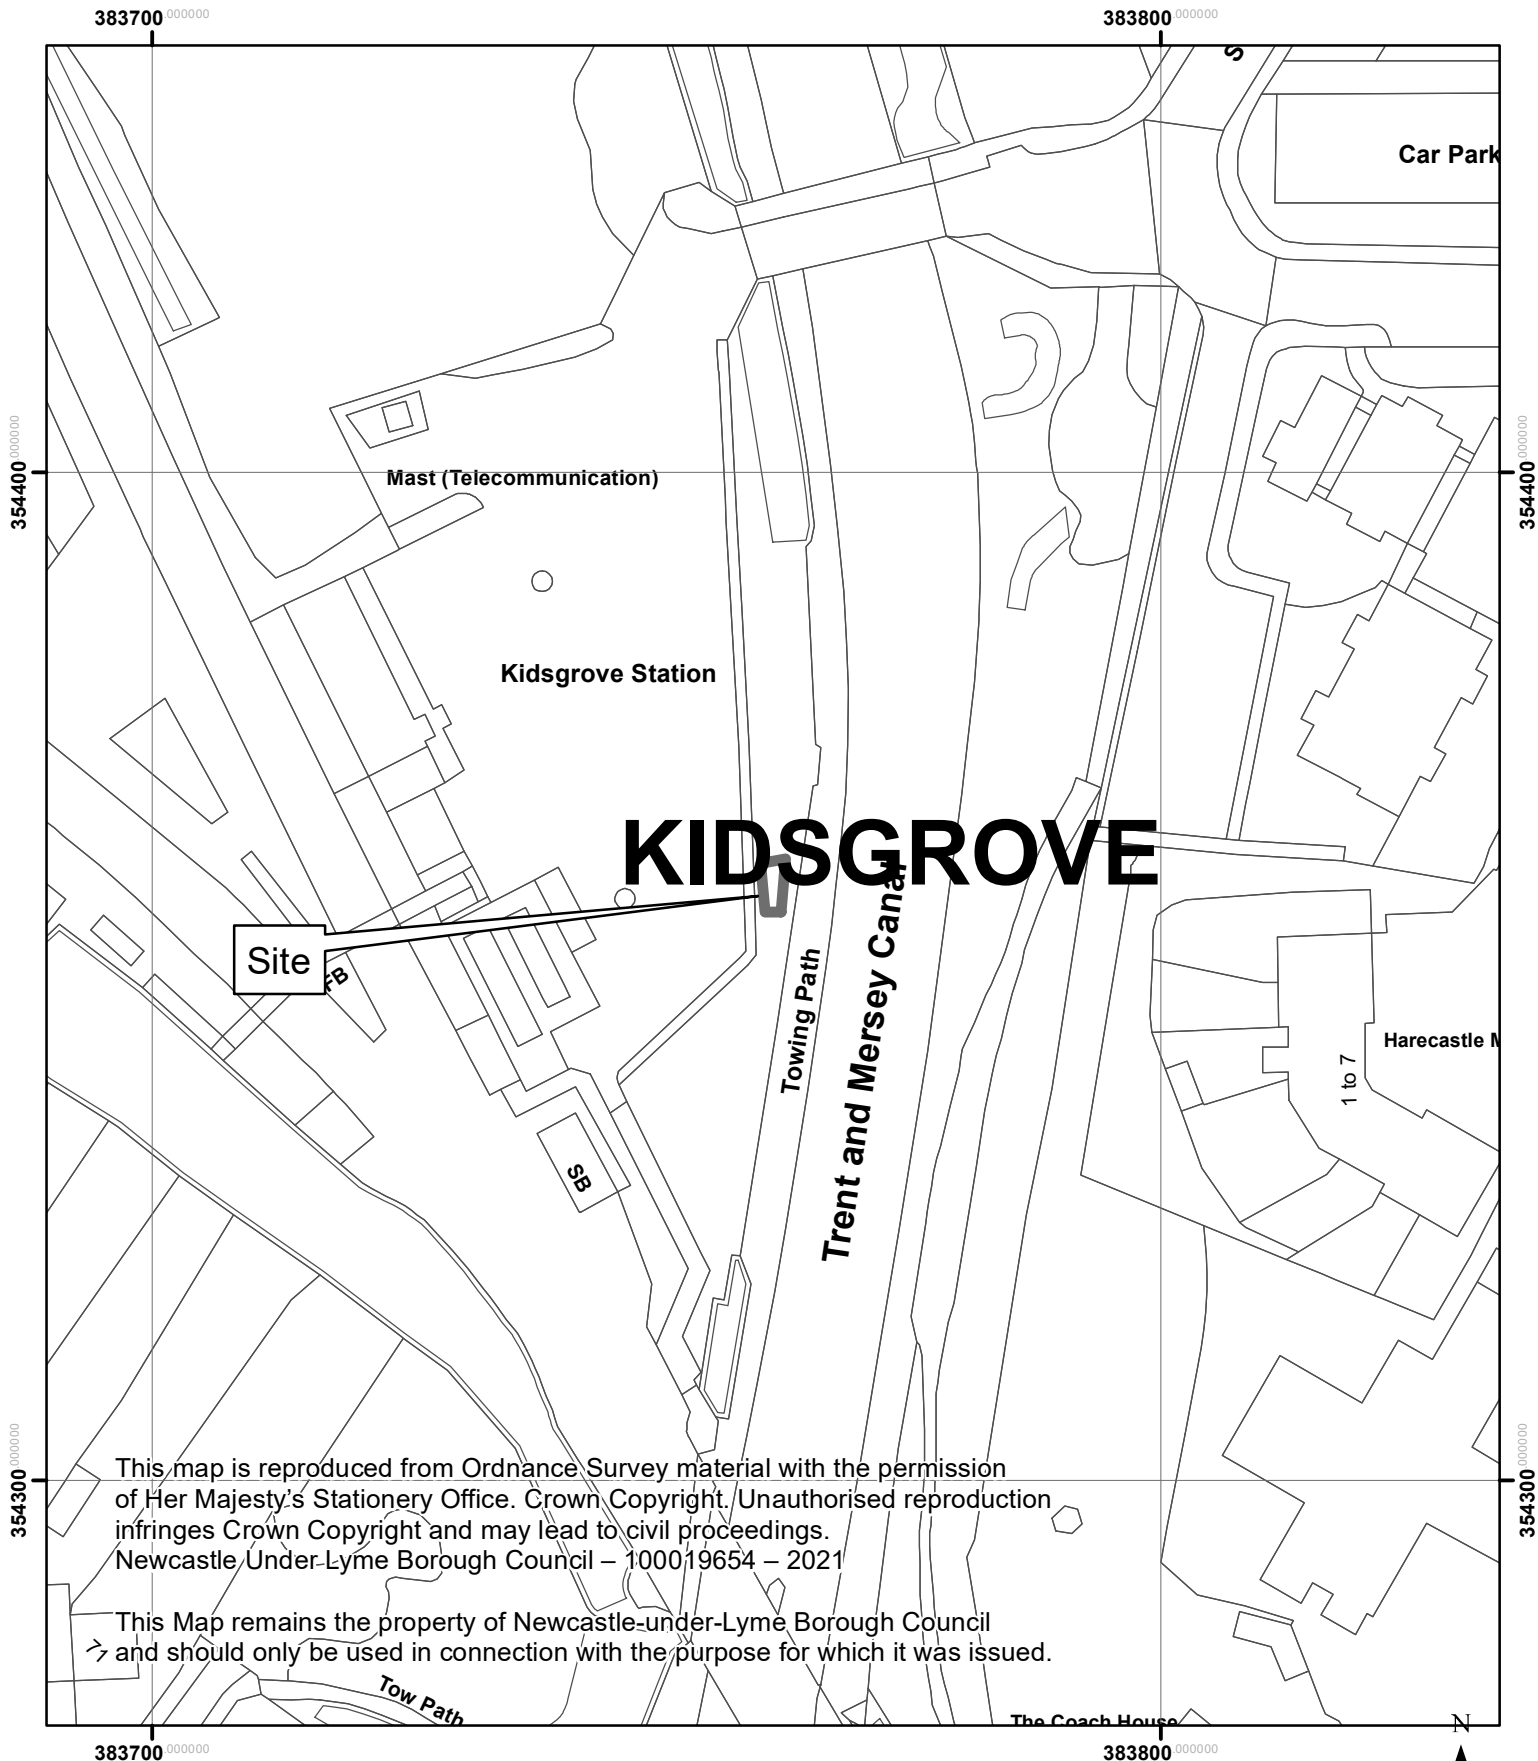 383700.000000
383800.000000
S
Car Park
354400.000000
354400.000000
Mast (Telecommunication)
Kidsgrove Station
KIDSGROVE
Site
FB
Towing Path
Trent and Mersey Canal
Harecastle M
1 to 7
SB
354300.000000
354300.000000
This map is reproduced from Ordnance Survey material with the permission
of Her Majesty's Stationery Office. Crown Copyright. Unauthorised reproduction
infringes Crown Copyright and may lead to civil proceedings.
Newcastle Under Lyme Borough Council – 100019654 – 2021
This Map remains the property of Newcastle-under-Lyme Borough Council
and should only be used in connection with the purpose for which it was issued.
77
Tow Path
The Coach House
N
383700.000000
383800.000000